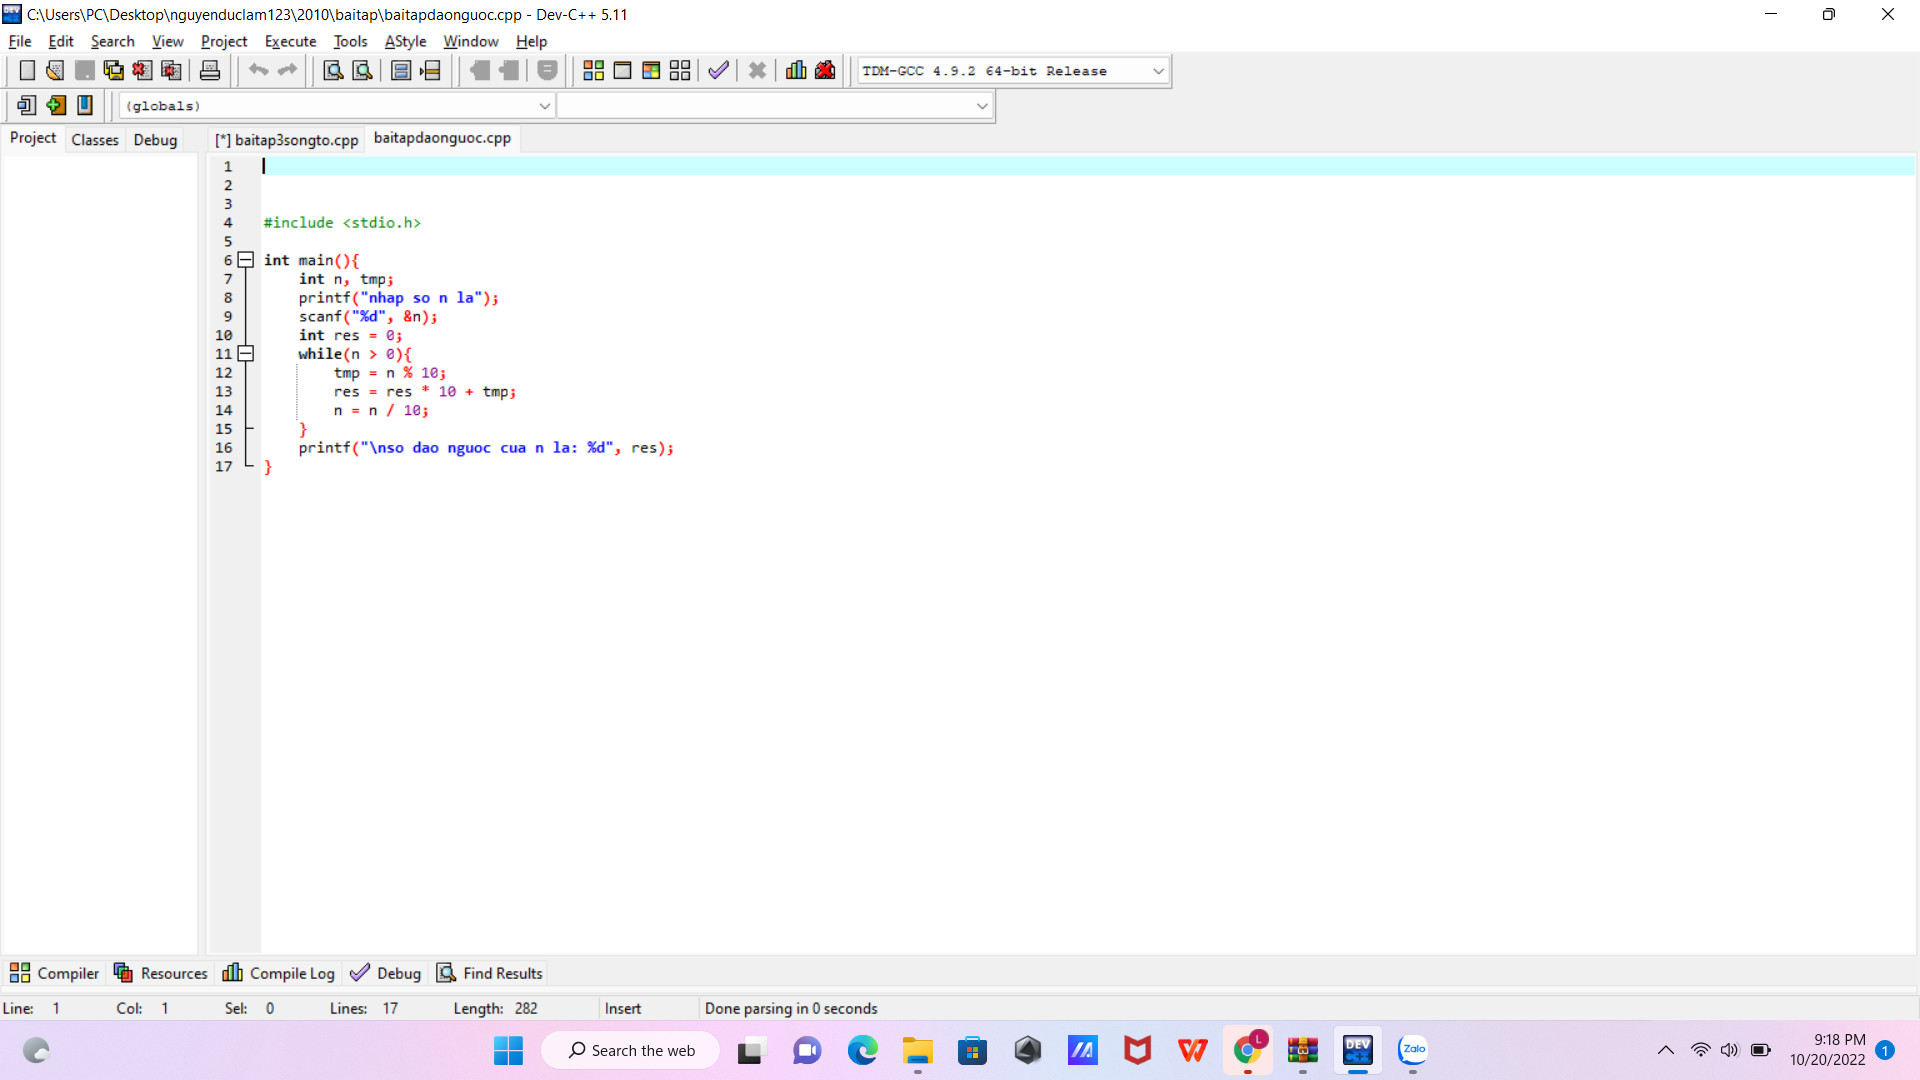 C:\Users\PC\Desktop\nguyenduclam123\2010\baitap\baitapdaonguoc.cpp - Dev-C++ 5.11
File Edit Search View Project Execute Tools AStyle Window Help
TDM-GCC 4.9.2 64-bit Release
(globals)
Project Classes Debug [*] baitap3songto.cpp baitapdaonguoc.cpp
1
2
3
4 #include <stdio.h>
5
6 int main(){
7 int n, tmp;
8 printf("nhap so n la");
9 scanf("%d", &n);
10 int res = 0;
11 while(n > 0){
12 tmp = n % 10;
13 res = res * 10 + tmp;
14 n = n / 10;
15 }
16 printf("\nso dao nguoc cua n la: %d", res);
17 }
Compiler Resources Compile Log Debug Find Results
Line: 1 Col: 1 Sel: 0 Lines: 17 Length: 282 Insert Done parsing in 0 seconds
Search the web
L
DEV C++
Zalo
9:18 PM
10/20/2022
1